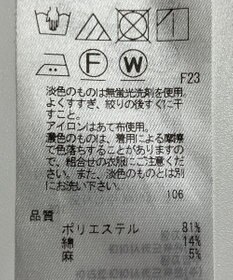 F W
F23
淡色のものは無蛍光洗剤を使用。
よくすすぎ、絞りの後すぐに干
すこと。
アイロンはあて布使用。
濃色のものは、着用による摩擦
で色落ちすることがありますの
で、組合せの衣服にご注意くださ
い。また、淡色のものとは別
にお洗い下さい。
106
品質
ポリエステル 81%
綿 14%
麻 5%